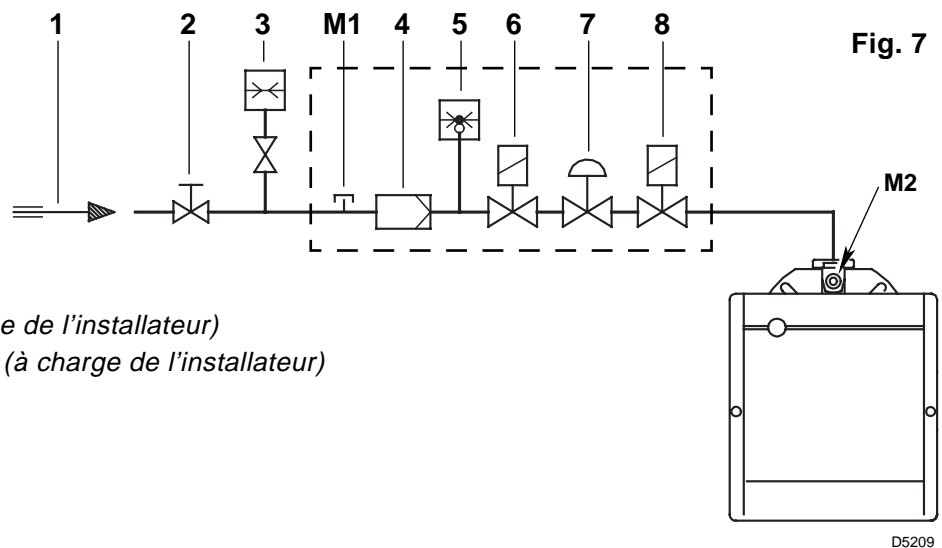 1 2 3 M1 4 5 6 7 8
Fig. 7
M2
e de l’installateur)
(à charge de l’installateur)
D5209